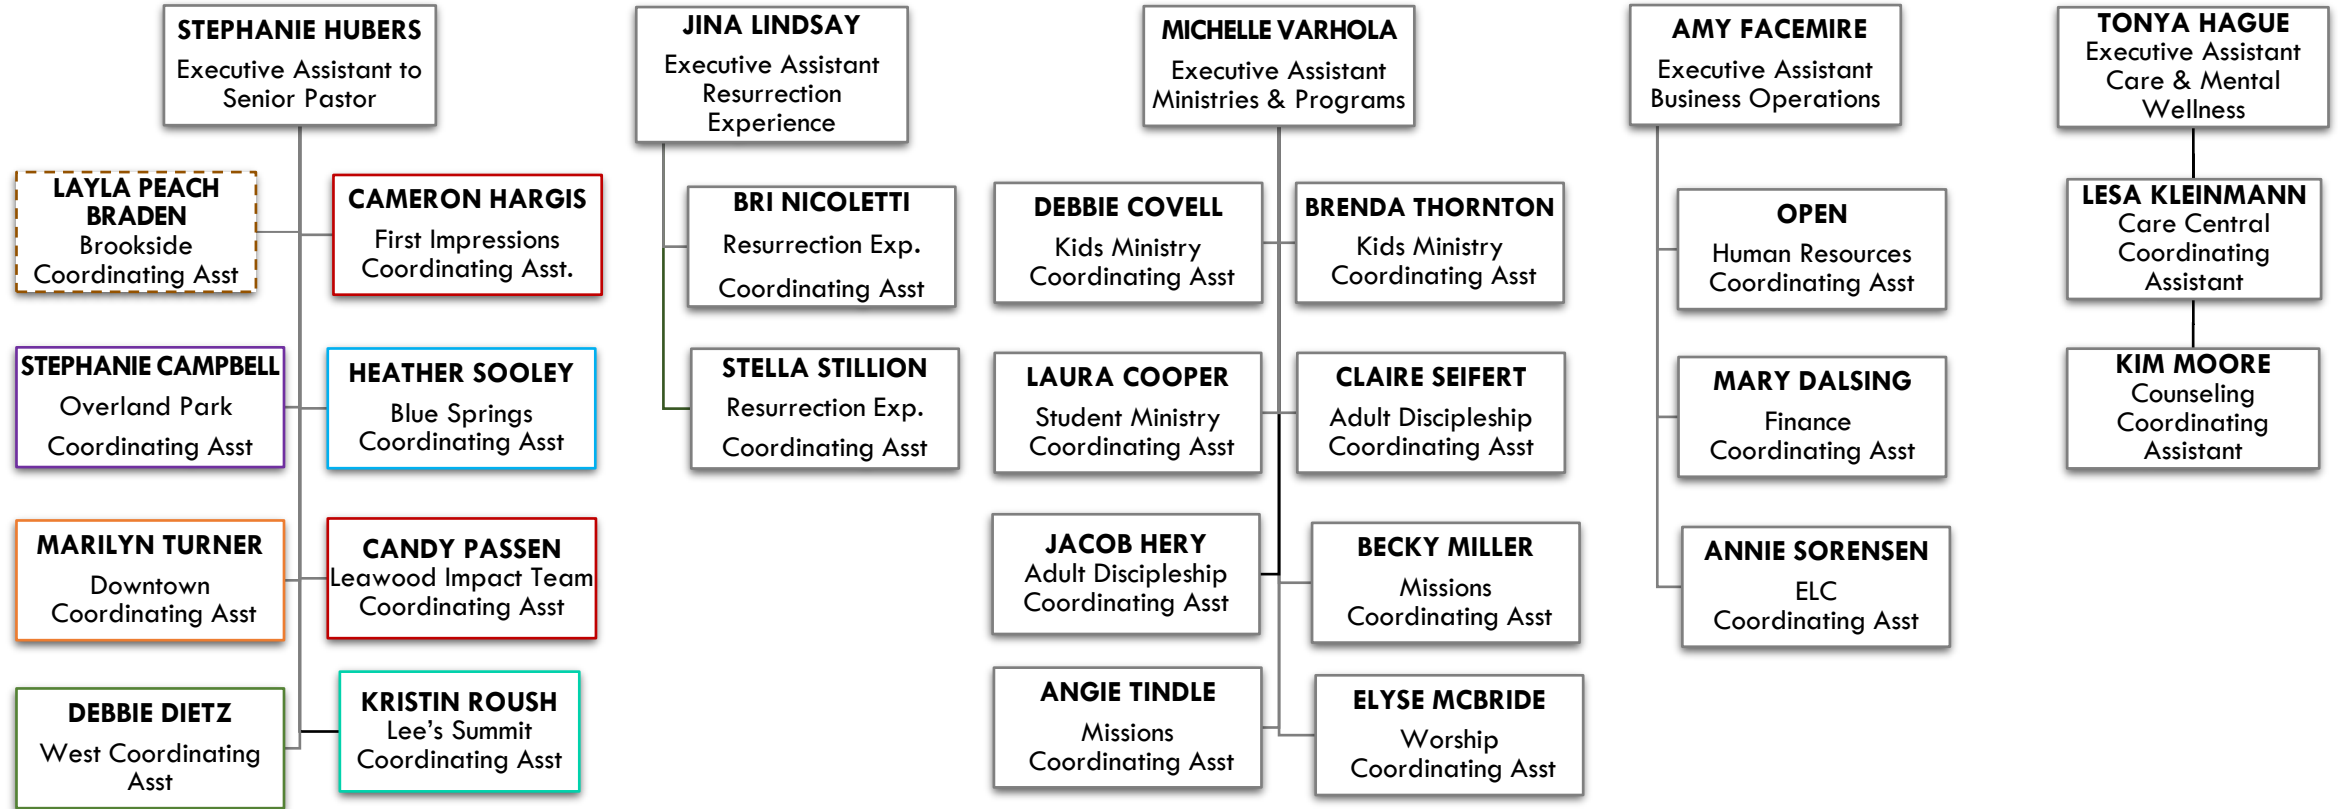 STEPHANIE HUBERS
Executive Assistant to
Senior Pastor
LAYLA PEACH
BRADEN
Brookside
Coordinating Asst
CAMERON HARGIS
First Impressions
Coordinating Asst.
STEPHANIE CAMPBELL
Overland Park
Coordinating Asst
HEATHER SOOLEY
Blue Springs
Coordinating Asst
MARILYN TURNER
Downtown
Coordinating Asst
CANDY PASSEN
Leawood Impact Team
Coordinating Asst
DEBBIE DIETZ
West Coordinating
Asst
KRISTIN ROUSH
Lee’s Summit
Coordinating Asst
JINA LINDSAY
Executive Assistant
Resurrection
Experience
BRI NICOLETTI
Resurrection Exp.
Coordinating Asst
STELLA STILLION
Resurrection Exp.
Coordinating Asst
MICHELLE VARHOLA
Executive Assistant
Ministries & Programs
DEBBIE COVELL
Kids Ministry
Coordinating Asst
BRENDA THORNTON
Kids Ministry
Coordinating Asst
LAURA COOPER
Student Ministry
Coordinating Asst
CLAIRE SEIFERT
Adult Discipleship
Coordinating Asst
JACOB HERY
Adult Discipleship
Coordinating Asst
BECKY MILLER
Missions
Coordinating Asst
ANGIE TINDLE
Missions
Coordinating Asst
ELYSE MCBRIDE
Worship
Coordinating Asst
AMY FACEMIRE
Executive Assistant
Business Operations
OPEN
Human Resources
Coordinating Asst
MARY DALSING
Finance
Coordinating Asst
ANNIE SORENSEN
ELC
Coordinating Asst
TONYA HAGUE
Executive Assistant
Care & Mental
Wellness
LESA KLEINMANN
Care Central
Coordinating
Assistant
KIM MOORE
Counseling
Coordinating
Assistant